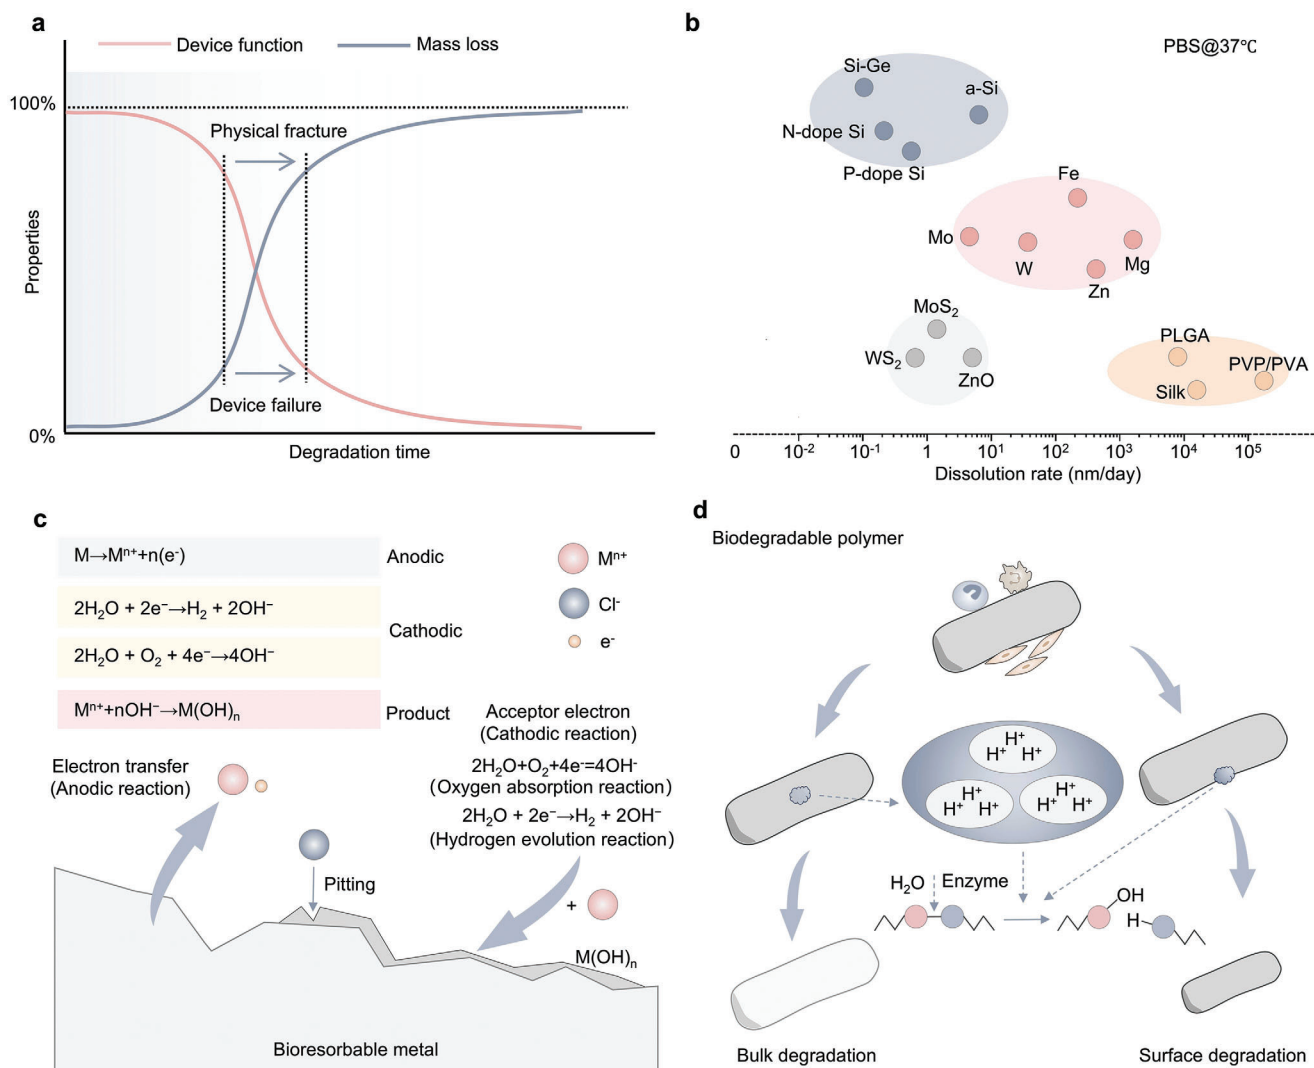 a
Device function
Mass loss
100%
Physical fracture
Properties
Device failure
0%
Degradation time
b
PBS@37℃
Si-Ge
a-Si
N-dope Si
P-dope Si
Fe
Mo
W
Mg
Zn
MoS₂
WS₂
ZnO
PLGA
PVP/PVA
Silk
0 10⁻² 10⁻¹ 1 10¹ 10² 10³ 10⁴ 10⁵
Dissolution rate (nm/day)
c
M→Mⁿ⁺+n(e⁻)
Anodic
2H₂O + 2e⁻→H₂ + 2OH⁻
Cathodic
2H₂O + O₂ + 4e⁻→4OH⁻
Mⁿ⁺+nOH⁻→M(OH)ₙ
Product
Mⁿ⁺
Cl⁻
e⁻
Electron transfer
(Anodic reaction)
Acceptor electron
(Cathodic reaction)
2H₂O+O₂+4e⁻=4OH⁻
(Oxygen absorption reaction)
2H₂O + 2e⁻→H₂ + 2OH⁻
(Hydrogen evolution reaction)
Pitting
+
M(OH)ₙ
Bioresorbable metal
d
Biodegradable polymer
H⁺
H⁺ H⁺
H⁺
H⁺ H⁺
H⁺
H⁺ H⁺
H₂O
Enzyme
OH
H
Bulk degradation
Surface degradation